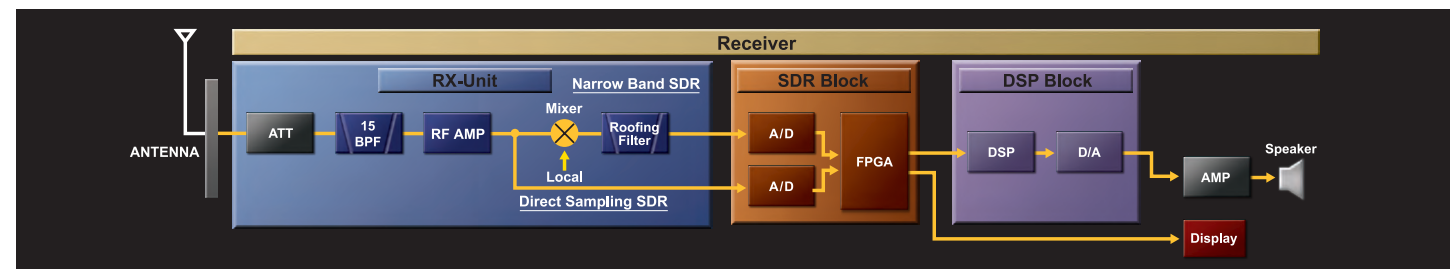 Receiver
RX-Unit
Narrow Band SDR
SDR Block
DSP Block
ANTENNA
ATT
15
BPF
RF AMP
Mixer
Local
Roofing
Filter
Direct Sampling SDR
A/D
A/D
FPGA
DSP
D/A
AMP
Speaker
Display